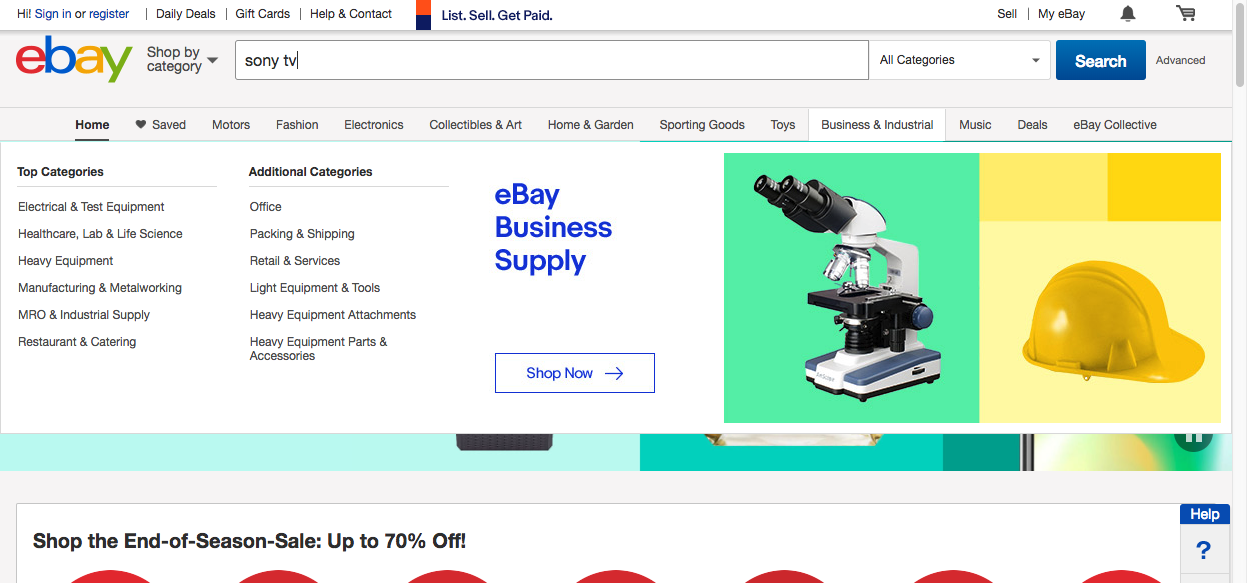 Hi! Sign in or register
Daily Deals
Gift Cards
Help & Contact
List. Sell. Get Paid.
Sell
My eBay
ebay
Shop by
category
sony tv
All Categories
Search
Advanced
Home
Saved
Motors
Fashion
Electronics
Collectibles & Art
Home & Garden
Sporting Goods
Toys
Business & Industrial
Music
Deals
eBay Collective
Top Categories
Electrical & Test Equipment
Healthcare, Lab & Life Science
Heavy Equipment
Manufacturing & Metalworking
MRO & Industrial Supply
Restaurant & Catering
Additional Categories
Office
Packing & Shipping
Retail & Services
Light Equipment & Tools
Heavy Equipment Attachments
Heavy Equipment Parts &
Accessories
eBay
Business
Supply
Shop Now
Shop the End-of-Season-Sale: Up to 70% Off!
Help
?